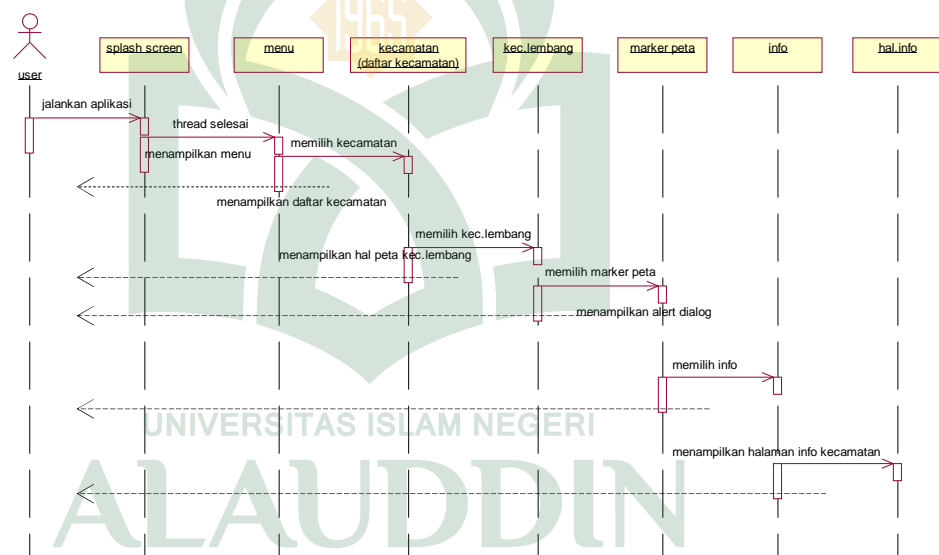 1965
user
splash screen
menu
kecamatan
(daftar kecamatan)
kec.lembang
marker peta
info
hal.info
jalankan aplikasi
thread selesai
menampilkan menu
memilih kecamatan
menampilkan daftar kecamatan
memilih kec.lembang
menampilkan hal peta kec.lembang
memilih marker peta
menampilkan alert dialog
memilih info
UNIVERSITAS ISLAM NEGERI
menampilkan halaman info kecamatan
ALAUDDIN